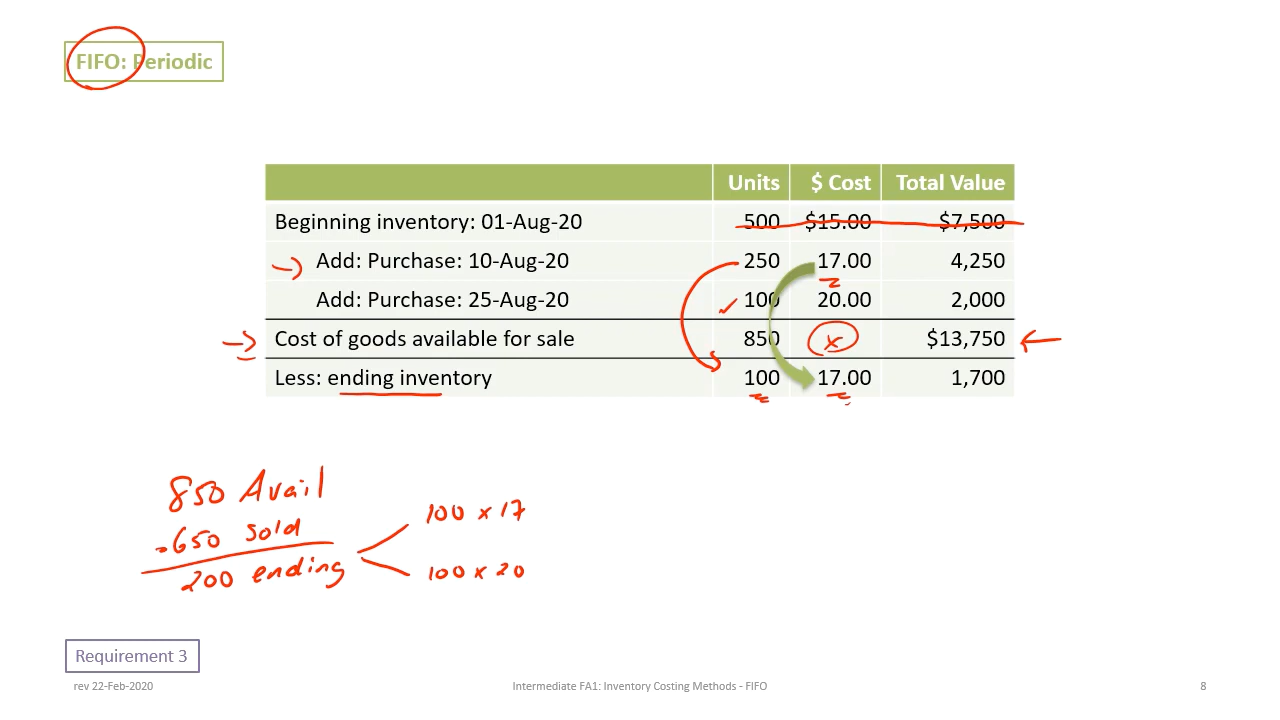 FIFO: Periodic
Units $ Cost Total Value
Beginning inventory: 01-Aug-20 500 $15.00 $7,500
Add: Purchase: 10-Aug-20 250 17.00 4,250
Add: Purchase: 25-Aug-20 100 20.00 2,000
Cost of goods available for sale 850 x $13,750
Less: ending inventory 100 17.00 1,700
850 Avail
-650 sold
200 ending
100 x 17
100 x 20
Requirement 3
rev 22-Feb-2020 Intermediate FA1: Inventory Costing Methods - FIFO 8